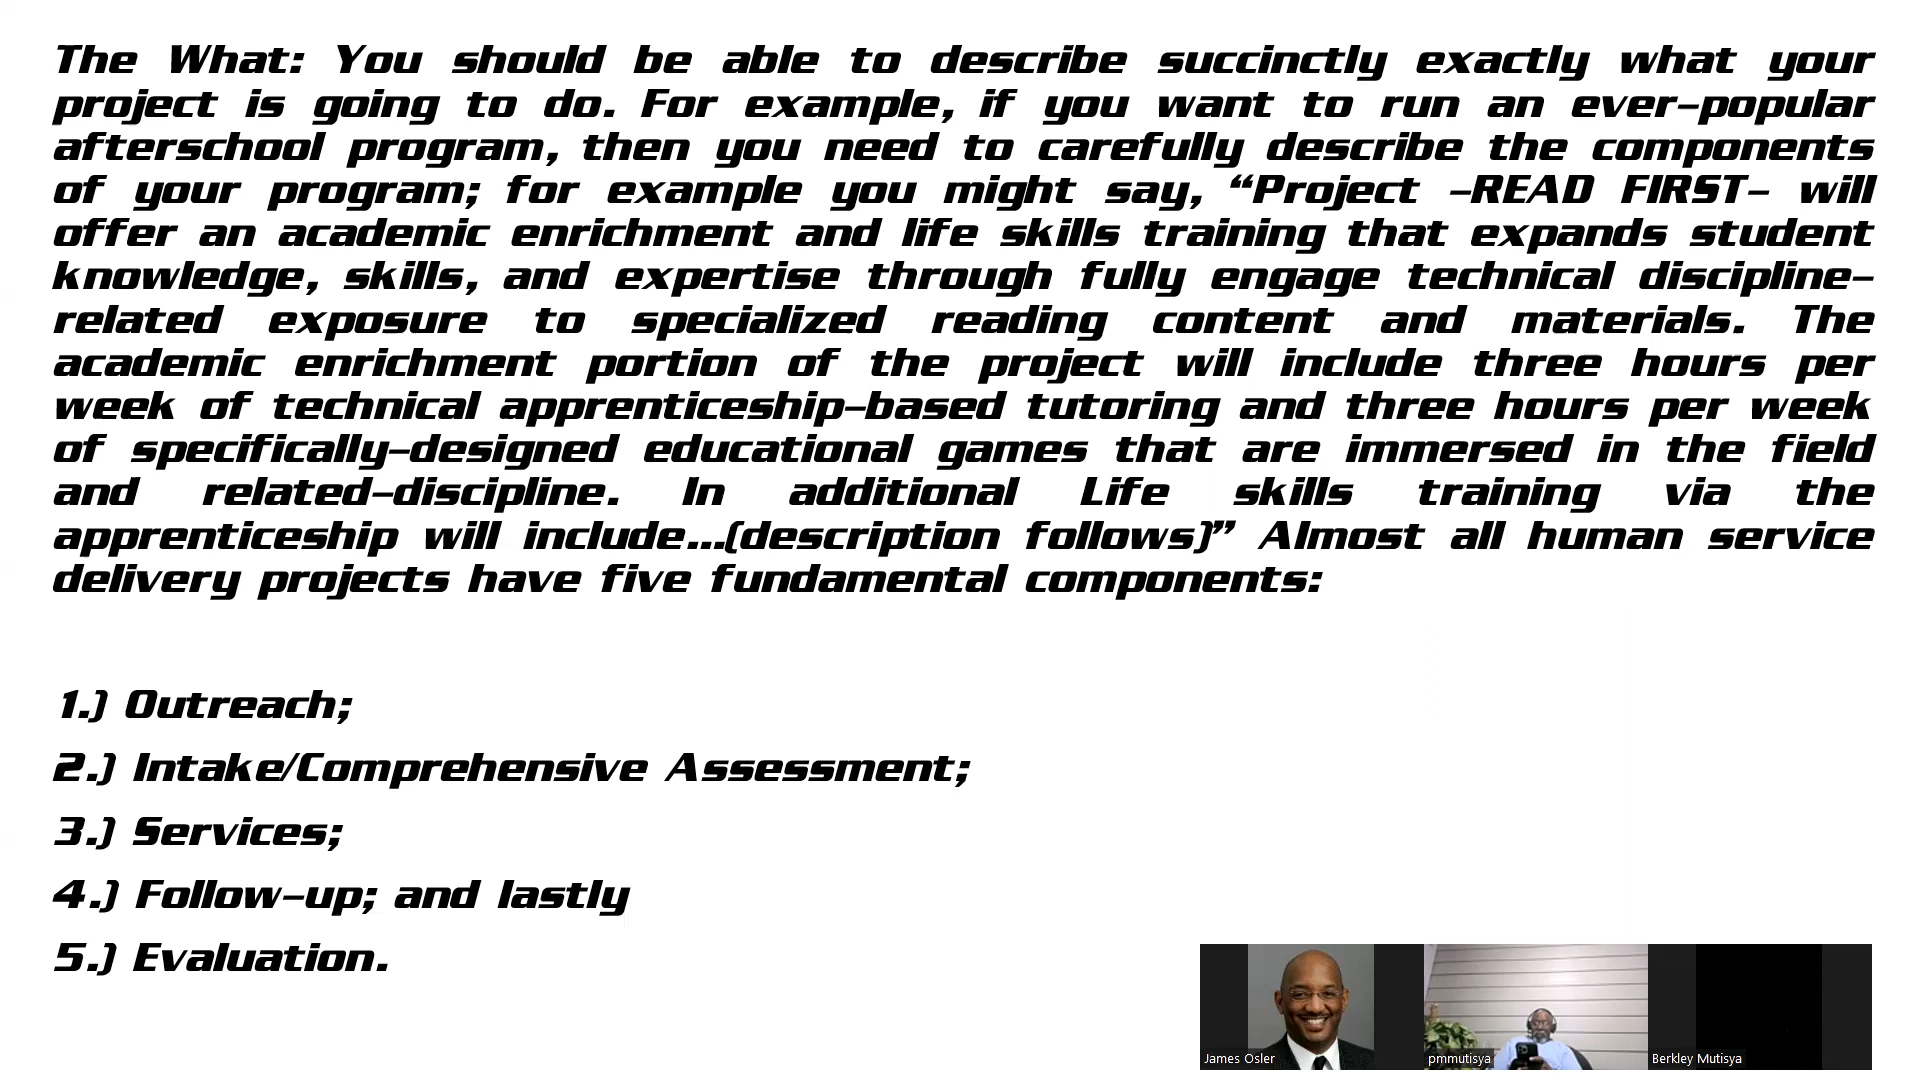 The What: You should be able to describe succinctly exactly what your
project is going to do. For example, if you want to run an ever-popular
afterschool program, then you need to carefully describe the components
of your program; for example you might say, “Project -READ FIRST- will
offer an academic enrichment and life skills training that expands student
knowledge, skills, and expertise through fully engage technical discipline-
related exposure to specialized reading content and materials. The
academic enrichment portion of the project will include three hours per
week of technical apprenticeship-based tutoring and three hours per week
of specifically-designed educational games that are immersed in the field
and related-discipline. In additional Life skills training via the
apprenticeship will include...(description follows)” Almost all human service
delivery projects have five fundamental components:
1.) Outreach;
2.) Intake/Comprehensive Assessment;
3.) Services;
4.) Follow-up; and lastly
5.) Evaluation.
James Osler
pmmutisya
Berkley Mutisya